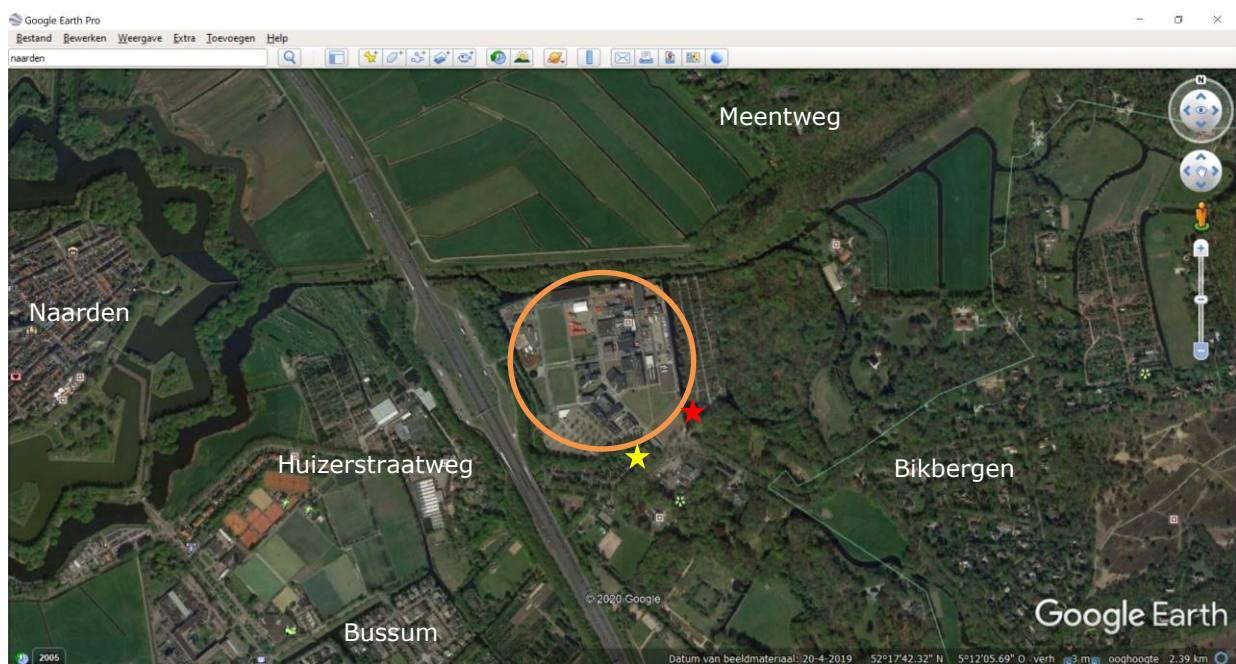 Google Earth Pro
Bestand Bewerken Weergave Extra Toevoegen Help
naarden
N
Meentweg
Naarden
Huizerstraatweg
Bikbergen
© 2020 Google
Google Earth
Bussum
2005
Datum van beeldmateriaal: 20-4-2019 52°17'42.32" N 5°12'05.69" O verh 3 m ooghoogte 2.39 km